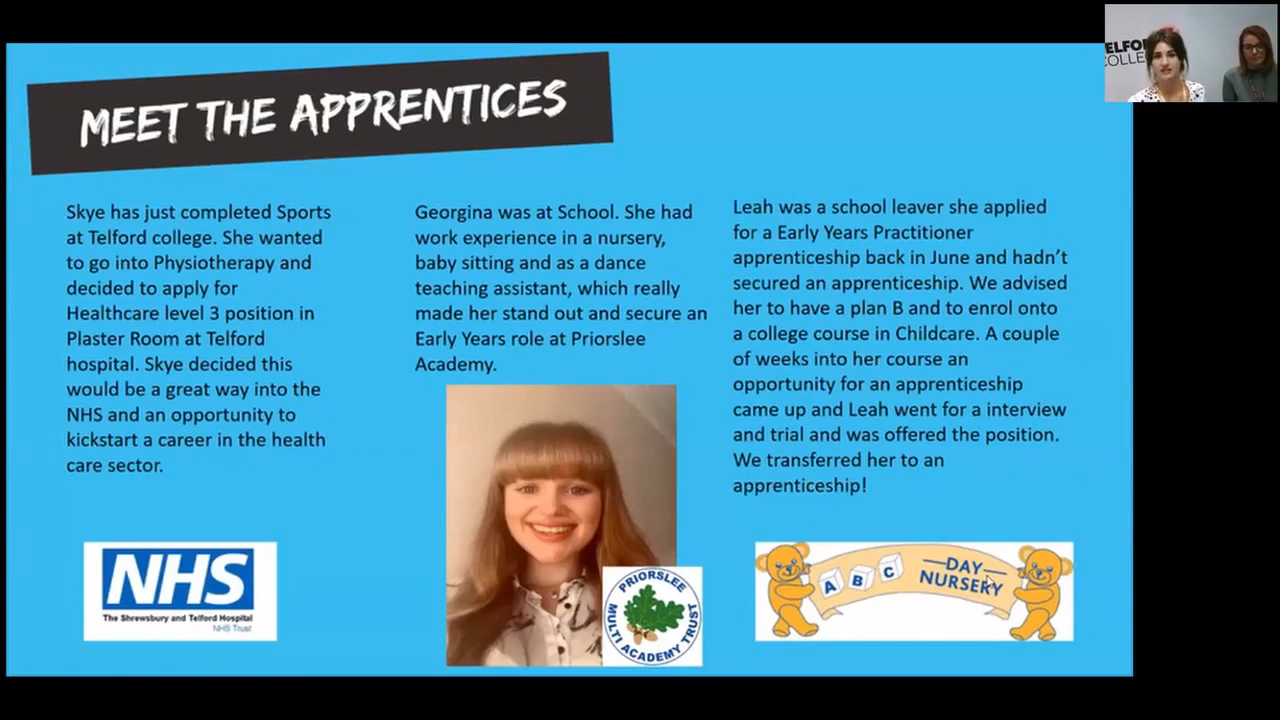 MEET THE APPRENTICES
Skye has just completed Sports
at Telford college. She wanted
to go into Physiotherapy and
decided to apply for
Healthcare level 3 position in
Plaster Room at Telford
hospital. Skye decided this
would be a great way into the
NHS and an opportunity to
kickstart a career in the health
care sector.
NHS
The Shrewsbury and Telford Hospital
NHS Trust
Georgina was at School. She had
work experience in a nursery,
baby sitting and as a dance
teaching assistant, which really
made her stand out and secure an
Early Years role at Priorslee
Academy.
PRIORSLEE
MULTI ACADEMY TRUST
Leah was a school leaver she applied
for a Early Years Practitioner
apprenticeship back in June and hadn’t
secured an apprenticeship. We advised
her to have a plan B and to enrol onto
a college course in Childcare. A couple
of weeks into her course an
opportunity for an apprenticeship
came up and Leah went for a interview
and trial and was offered the position.
We transferred her to an
apprenticeship!
A B C
DAY
NURSERY
TELFO
COLLE